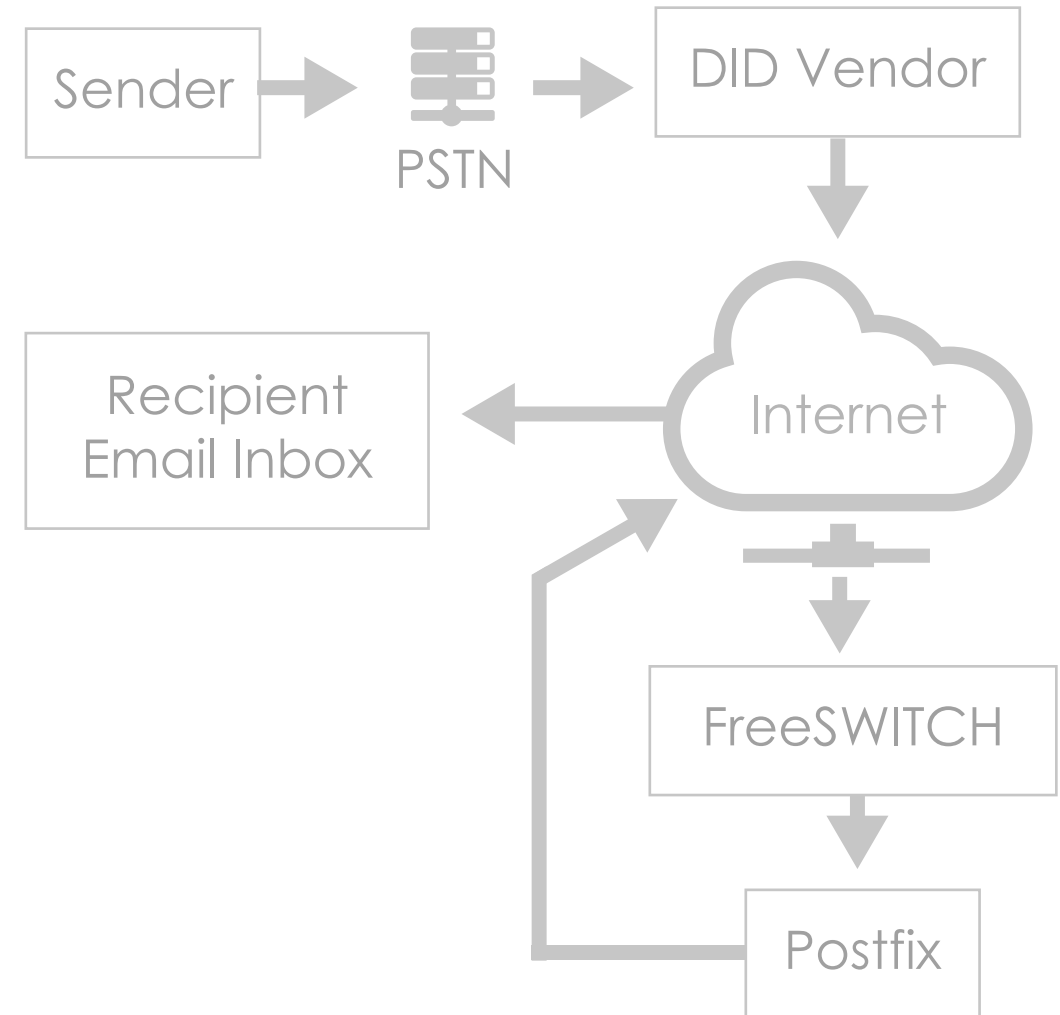 Sender
PSTN
DID Vendor
Internet
Recipient
Email Inbox
FreeSWITCH
Postfix